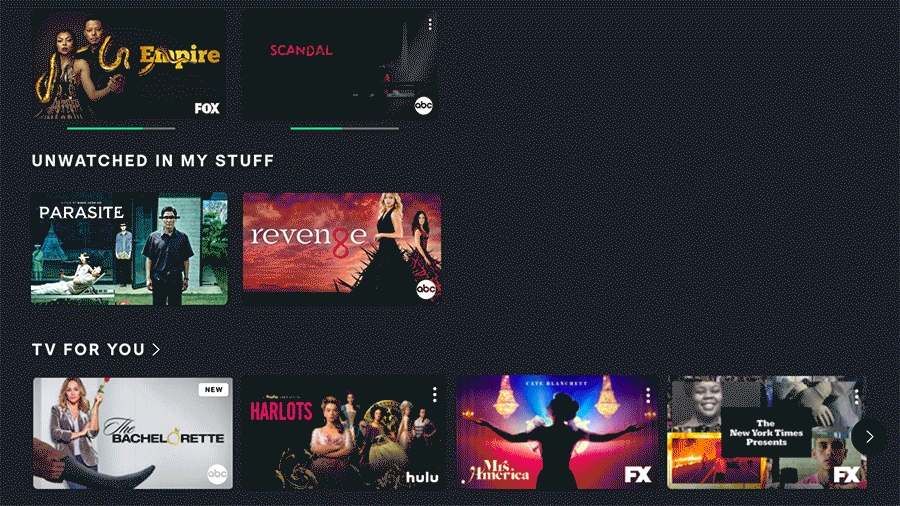 Empire
FOX
SCANDAL
abc
UNWATCHED IN MY STUFF
PARASITE
revenge
abc
TV FOR YOU
NEW
The
BACHELORETTE
abc
HARLOTS
hulu
CATE BLANCHETT
Mrs.
America
FX
The
New York Times
Presents
FX